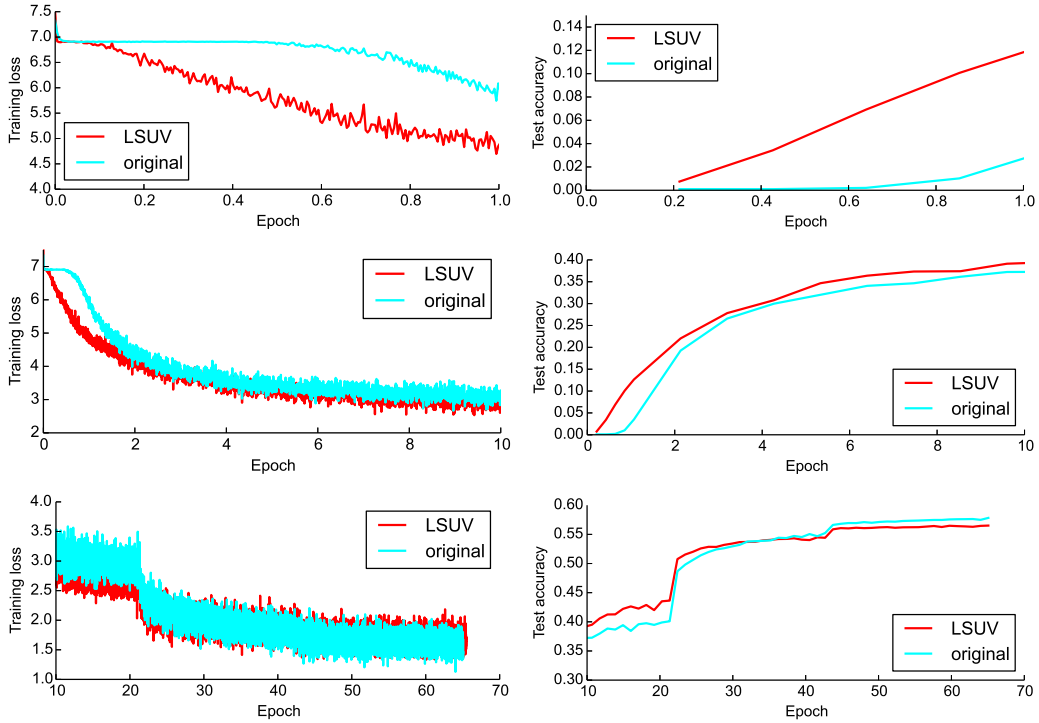 7.5
7.0
6.5
6.0
5.5
5.0
4.5
4.0
Training loss
LSUV
original
0.0 0.2 0.4 0.6 0.8 1.0
Epoch
0.14
0.12
0.10
0.08
0.06
0.04
0.02
0.00
Test accuracy
LSUV
original
0.0 0.2 0.4 0.6 0.8 1.0
Epoch
7
6
5
4
3
2
Training loss
LSUV
original
0 2 4 6 8 10
Epoch
0.40
0.35
0.30
0.25
0.20
0.15
0.10
0.05
0.00
Test accuracy
LSUV
original
0 2 4 6 8 10
Epoch
4.0
3.5
3.0
2.5
2.0
1.5
1.0
Training loss
LSUV
original
10 20 30 40 50 60 70
Epoch
0.60
0.55
0.50
0.45
0.40
0.35
0.30
Test accuracy
LSUV
original
10 20 30 40 50 60 70
Epoch